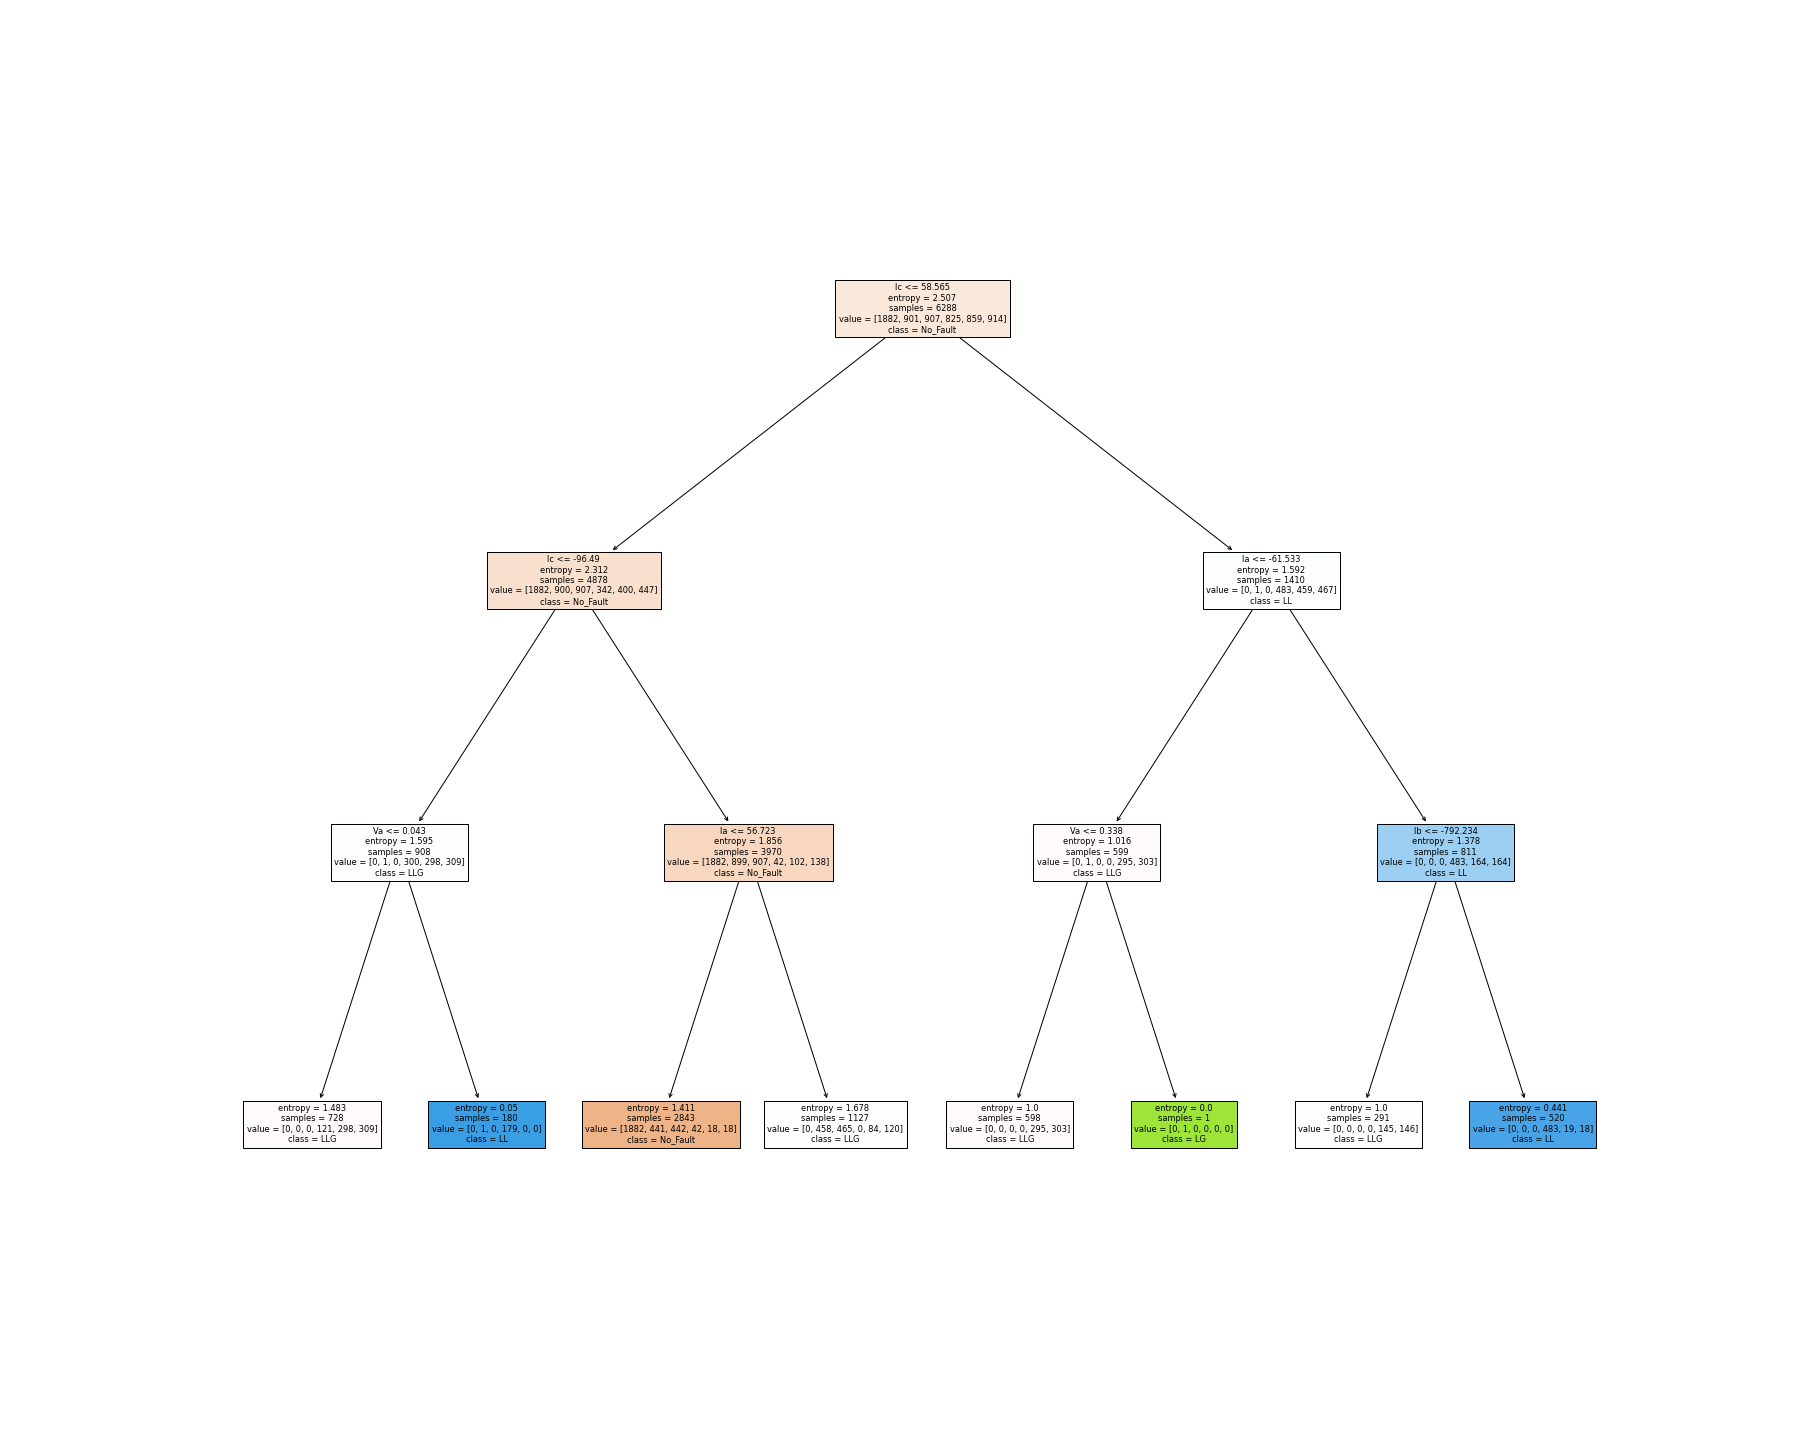 Ic <= 58.565
entropy = 2.507
samples = 6288
value = [1882, 901, 907, 825, 859, 914]
class = No_Fault
Ic <= -96.49
entropy = 2.312
samples = 4878
value = [1882, 900, 907, 342, 400, 447]
class = No_Fault
Ia <= -61.533
entropy = 1.592
samples = 1410
value = [0, 1, 0, 483, 459, 467]
class = LL
Va <= 0.043
entropy = 1.595
samples = 908
value = [0, 1, 0, 300, 298, 309]
class = LLG
Ia <= 56.723
entropy = 1.856
samples = 3970
value = [1882, 899, 907, 42, 102, 138]
class = No_Fault
Va <= 0.338
entropy = 1.016
samples = 599
value = [0, 1, 0, 0, 295, 303]
class = LLG
Ib <= -792.234
entropy = 1.378
samples = 811
value = [0, 0, 0, 483, 164, 164]
class = LL
entropy = 1.483
samples = 728
value = [0, 0, 0, 121, 298, 309]
class = LLG
entropy = 0.05
samples = 180
value = [0, 1, 0, 179, 0, 0]
class = LL
entropy = 1.411
samples = 2843
value = [1882, 441, 442, 42, 18, 18]
class = No_Fault
entropy = 1.678
samples = 1127
value = [0, 458, 465, 0, 84, 120]
class = LLG
entropy = 1.0
samples = 598
value = [0, 0, 0, 0, 295, 303]
class = LLG
entropy = 0.0
samples = 1
value = [0, 1, 0, 0, 0, 0]
class = LG
entropy = 1.0
samples = 291
value = [0, 0, 0, 0, 145, 146]
class = LLG
entropy = 0.441
samples = 520
value = [0, 0, 0, 483, 19, 18]
class = LL